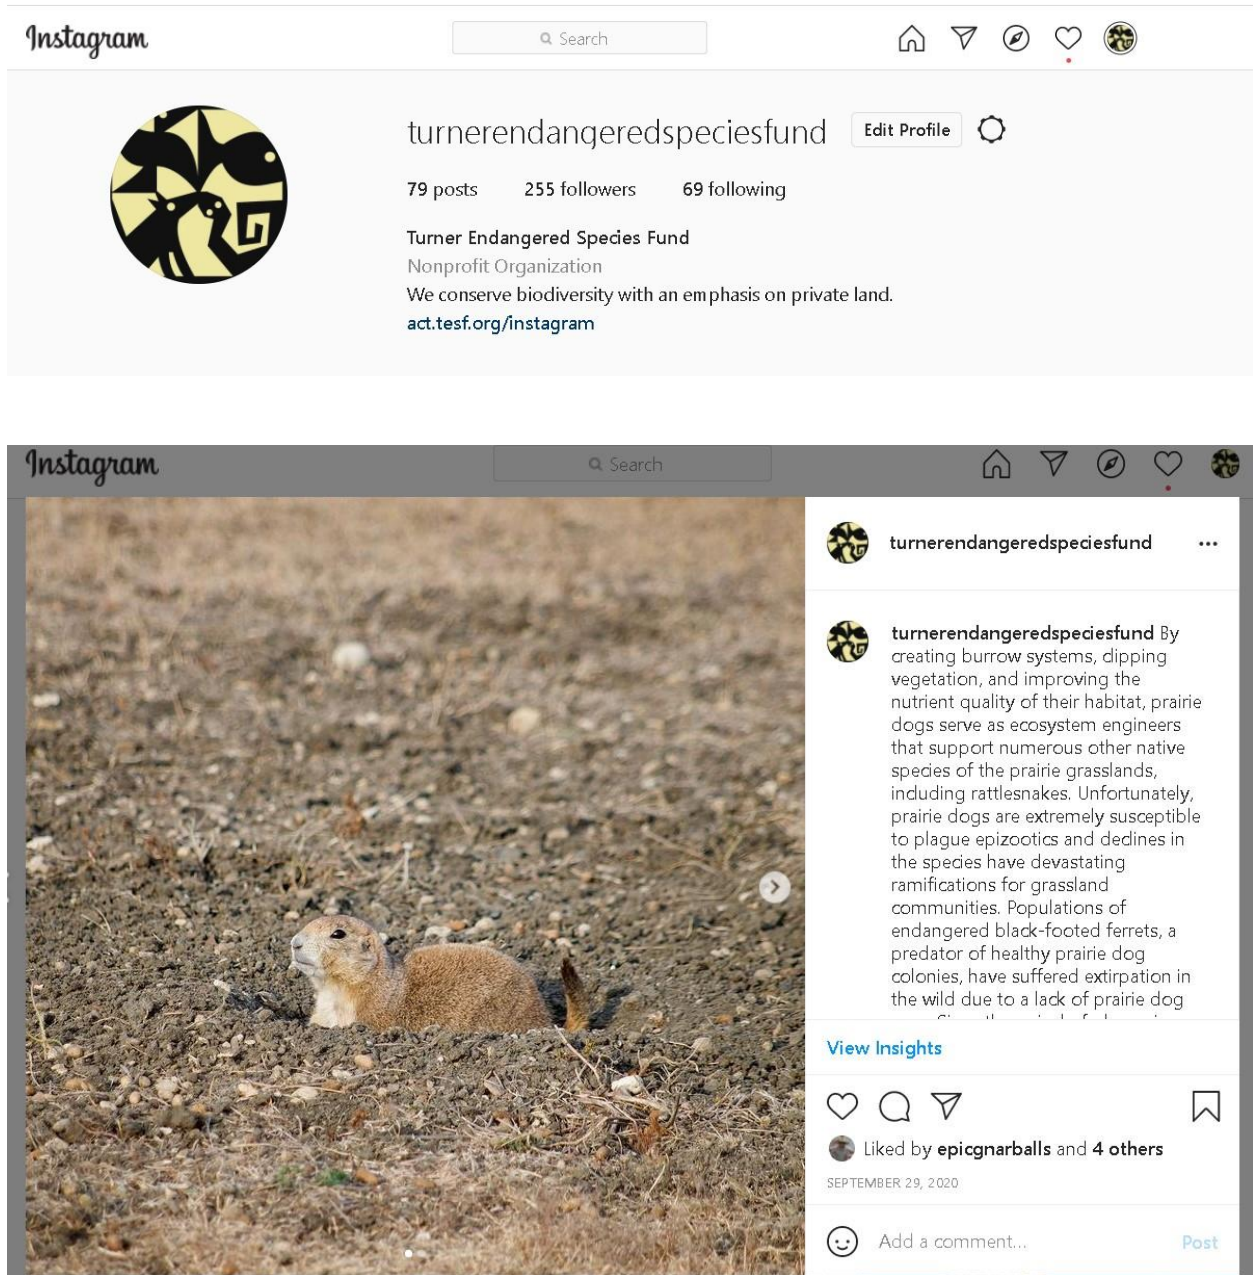 Instagram
Search
turnerendangeredspeciesfund Edit Profile
79 posts 255 followers 69 following
Turner Endangered Species Fund
Nonprofit Organization
We conserve biodiversity with an emphasis on private land.
act.tesf.org/instagram
Instagram
Search
turnerendangeredspeciesfund
turnerendangeredspeciesfund By
creating burrow systems, clipping
vegetation, and improving the
nutrient quality of their habitat, prairie
dogs serve as ecosystem engineers
that support numerous other native
species of the prairie grasslands,
including rattlesnakes. Unfortunately,
prairie dogs are extremely susceptible
to plague epizootics and declines in
the species have devastating
ramifications for grassland
communities. Populations of
endangered black-footed ferrets, a
predator of healthy prairie dog
colonies, have suffered extirpation in
the wild due to a lack of prairie dog
View Insights
Liked by epicgnarballs and 4 others
SEPTEMBER 29, 2020
Add a comment... Post